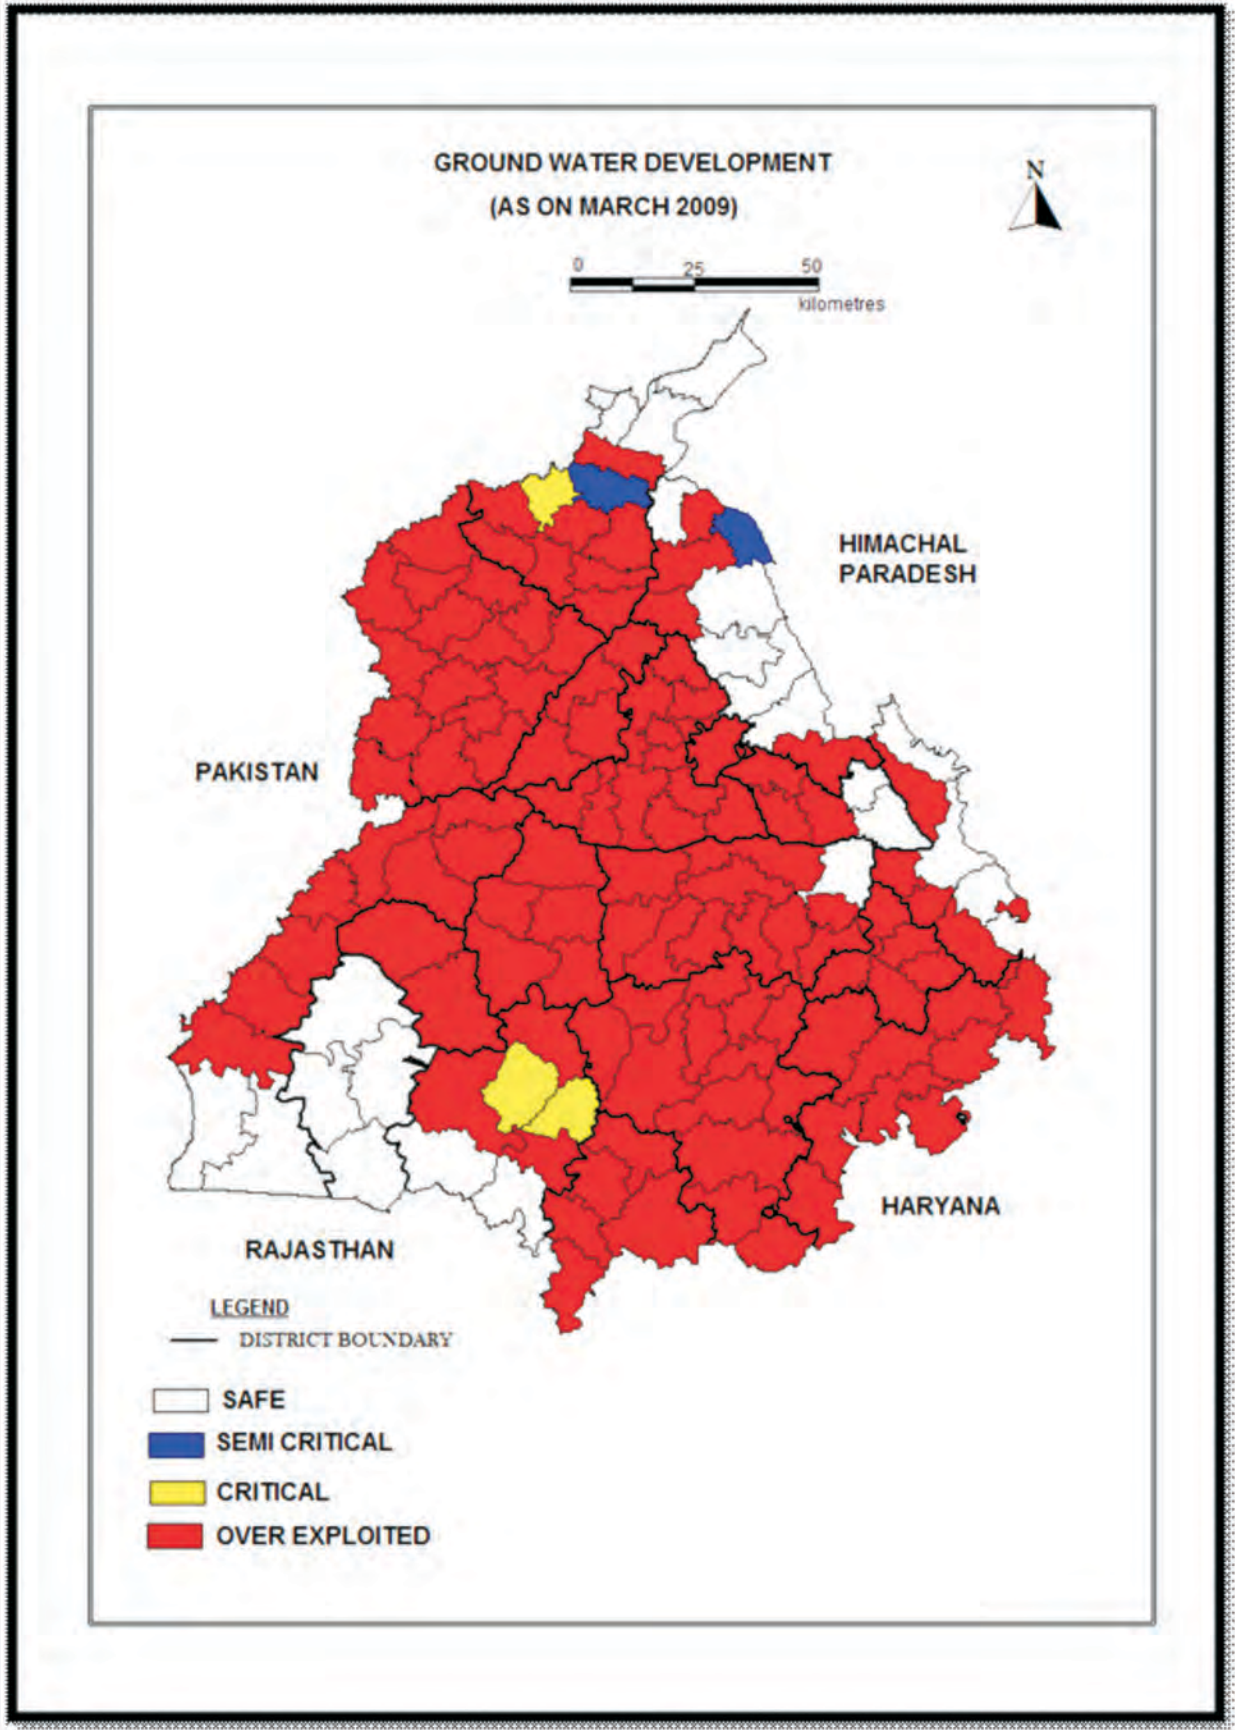 GROUND WATER DEVELOPMENT
(AS ON MARCH 2009)
N
0 25 50
kilometres
HIMACHAL
PARADESH
PAKISTAN
HARYANA
RAJASTHAN
LEGEND
DISTRICT BOUNDARY
SAFE
SEMI CRITICAL
CRITICAL
OVER EXPLOITED